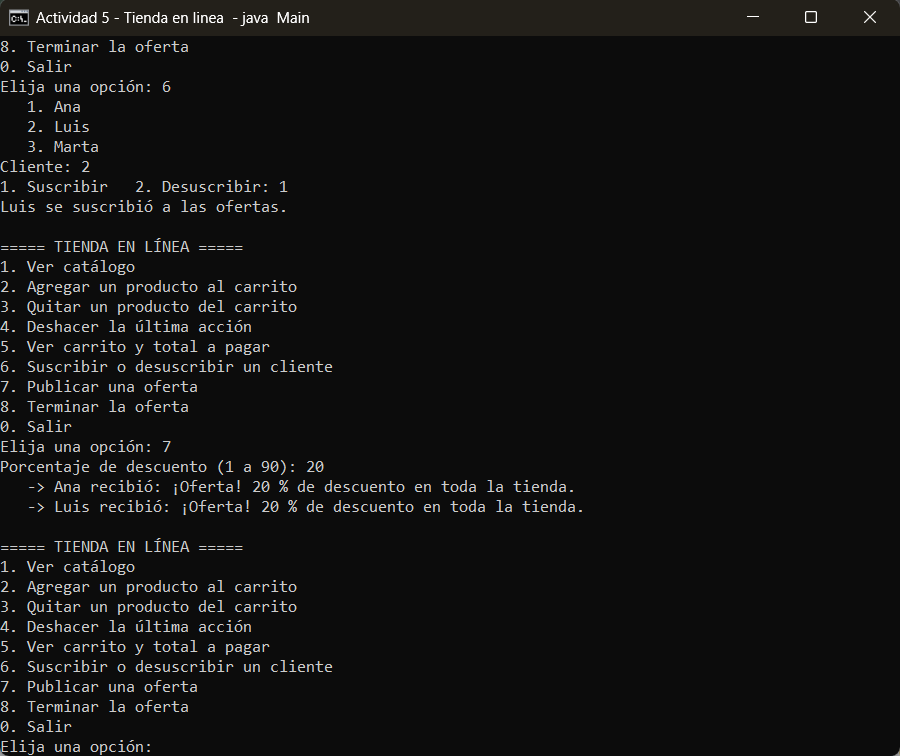 Actividad 5 - Tienda en linea - java Main
8. Terminar la oferta
0. Salir
Elija una opción: 6
1. Ana
2. Luis
3. Marta
Cliente: 2
1. Suscribir   2. Desuscribir: 1
Luis se suscribió a las ofertas.
===== TIENDA EN LÍNEA =====
1. Ver catálogo
2. Agregar un producto al carrito
3. Quitar un producto del carrito
4. Deshacer la última acción
5. Ver carrito y total a pagar
6. Suscribir o desuscribir un cliente
7. Publicar una oferta
8. Terminar la oferta
0. Salir
Elija una opción: 7
Porcentaje de descuento (1 a 90): 20
-> Ana recibió: ¡Oferta! 20 % de descuento en toda la tienda.
-> Luis recibió: ¡Oferta! 20 % de descuento en toda la tienda.
===== TIENDA EN LÍNEA =====
1. Ver catálogo
2. Agregar un producto al carrito
3. Quitar un producto del carrito
4. Deshacer la última acción
5. Ver carrito y total a pagar
6. Suscribir o desuscribir un cliente
7. Publicar una oferta
8. Terminar la oferta
0. Salir
Elija una opción: